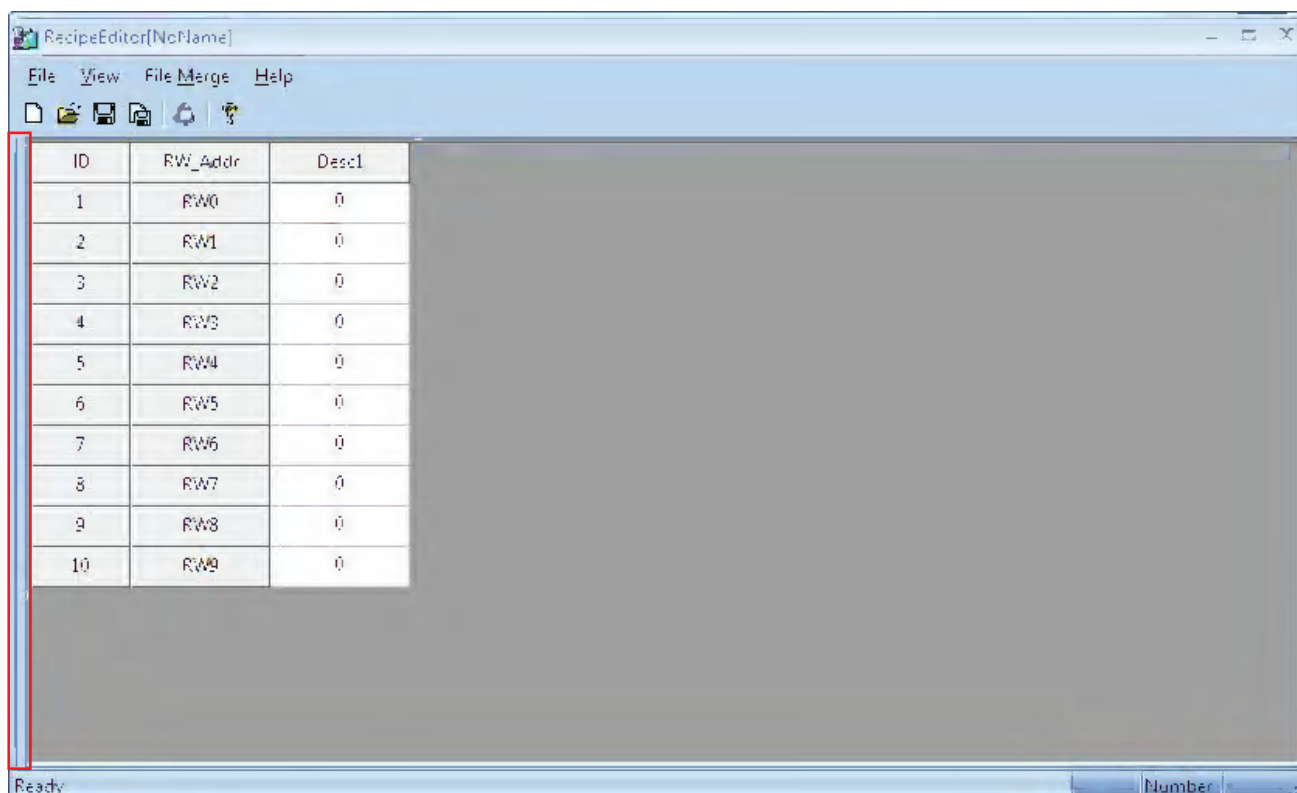 RecipeEditor[NoName]
File View File Merge Help
ID RW_Addr Desc1
1 RW0 0
2 RW1 0
3 RW2 0
4 RW3 0
5 RW4 0
6 RW5 0
7 RW6 0
8 RW7 0
9 RW8 0
10 RW9 0
Ready Number